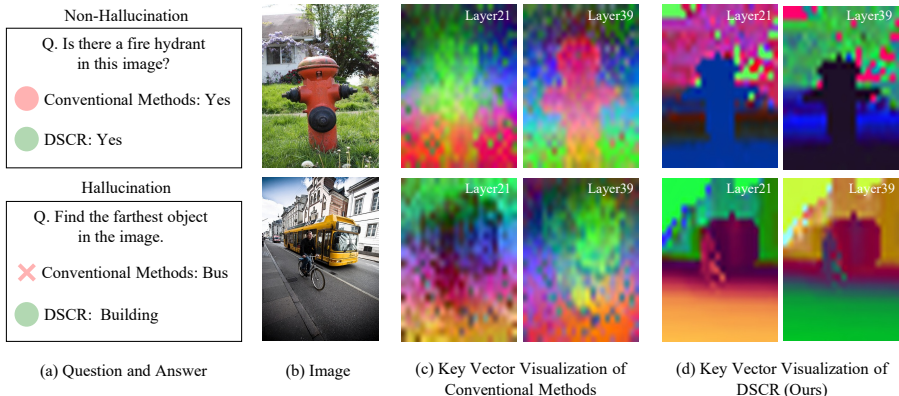 Non-Hallucination
Q. Is there a fire hydrant
in this image?
Conventional Methods: Yes
DSCR: Yes
Layer21
Layer39
Layer21
Layer39
Hallucination
Q. Find the farthest object
in the image.
Conventional Methods: Bus
DSCR: Building
Layer21
Layer39
Layer21
Layer39
(a) Question and Answer
(b) Image
(c) Key Vector Visualization of
Conventional Methods
(d) Key Vector Visualization of
DSCR (Ours)